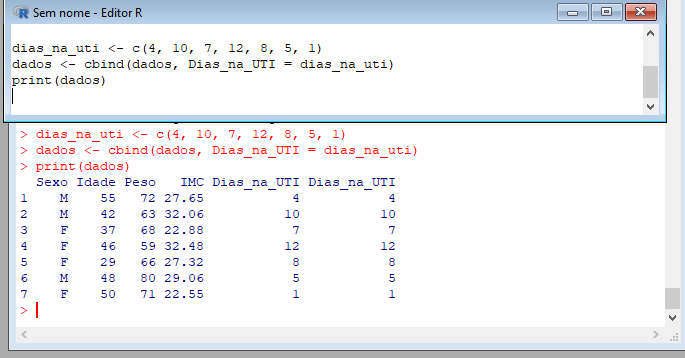 Sem nome - Editor R
dias_na_uti <- c(4, 10, 7, 12, 8, 5, 1)
dados <- cbind(dados, Dias_na_UTI = dias_na_uti)
print(dados)
> dias_na_uti <- c(4, 10, 7, 12, 8, 5, 1)
> dados <- cbind(dados, Dias_na_UTI = dias_na_uti)
> print(dados)
  Sexo Idade Peso   IMC Dias_na_UTI Dias_na_UTI
1    M    55   72 27.65           4           4
2    M    42   63 32.06          10          10
3    F    37   68 22.88           7           7
4    F    46   59 32.48          12          12
5    F    29   66 27.32           8           8
6    M    48   80 29.06           5           5
7    F    50   71 22.55           1           1
>